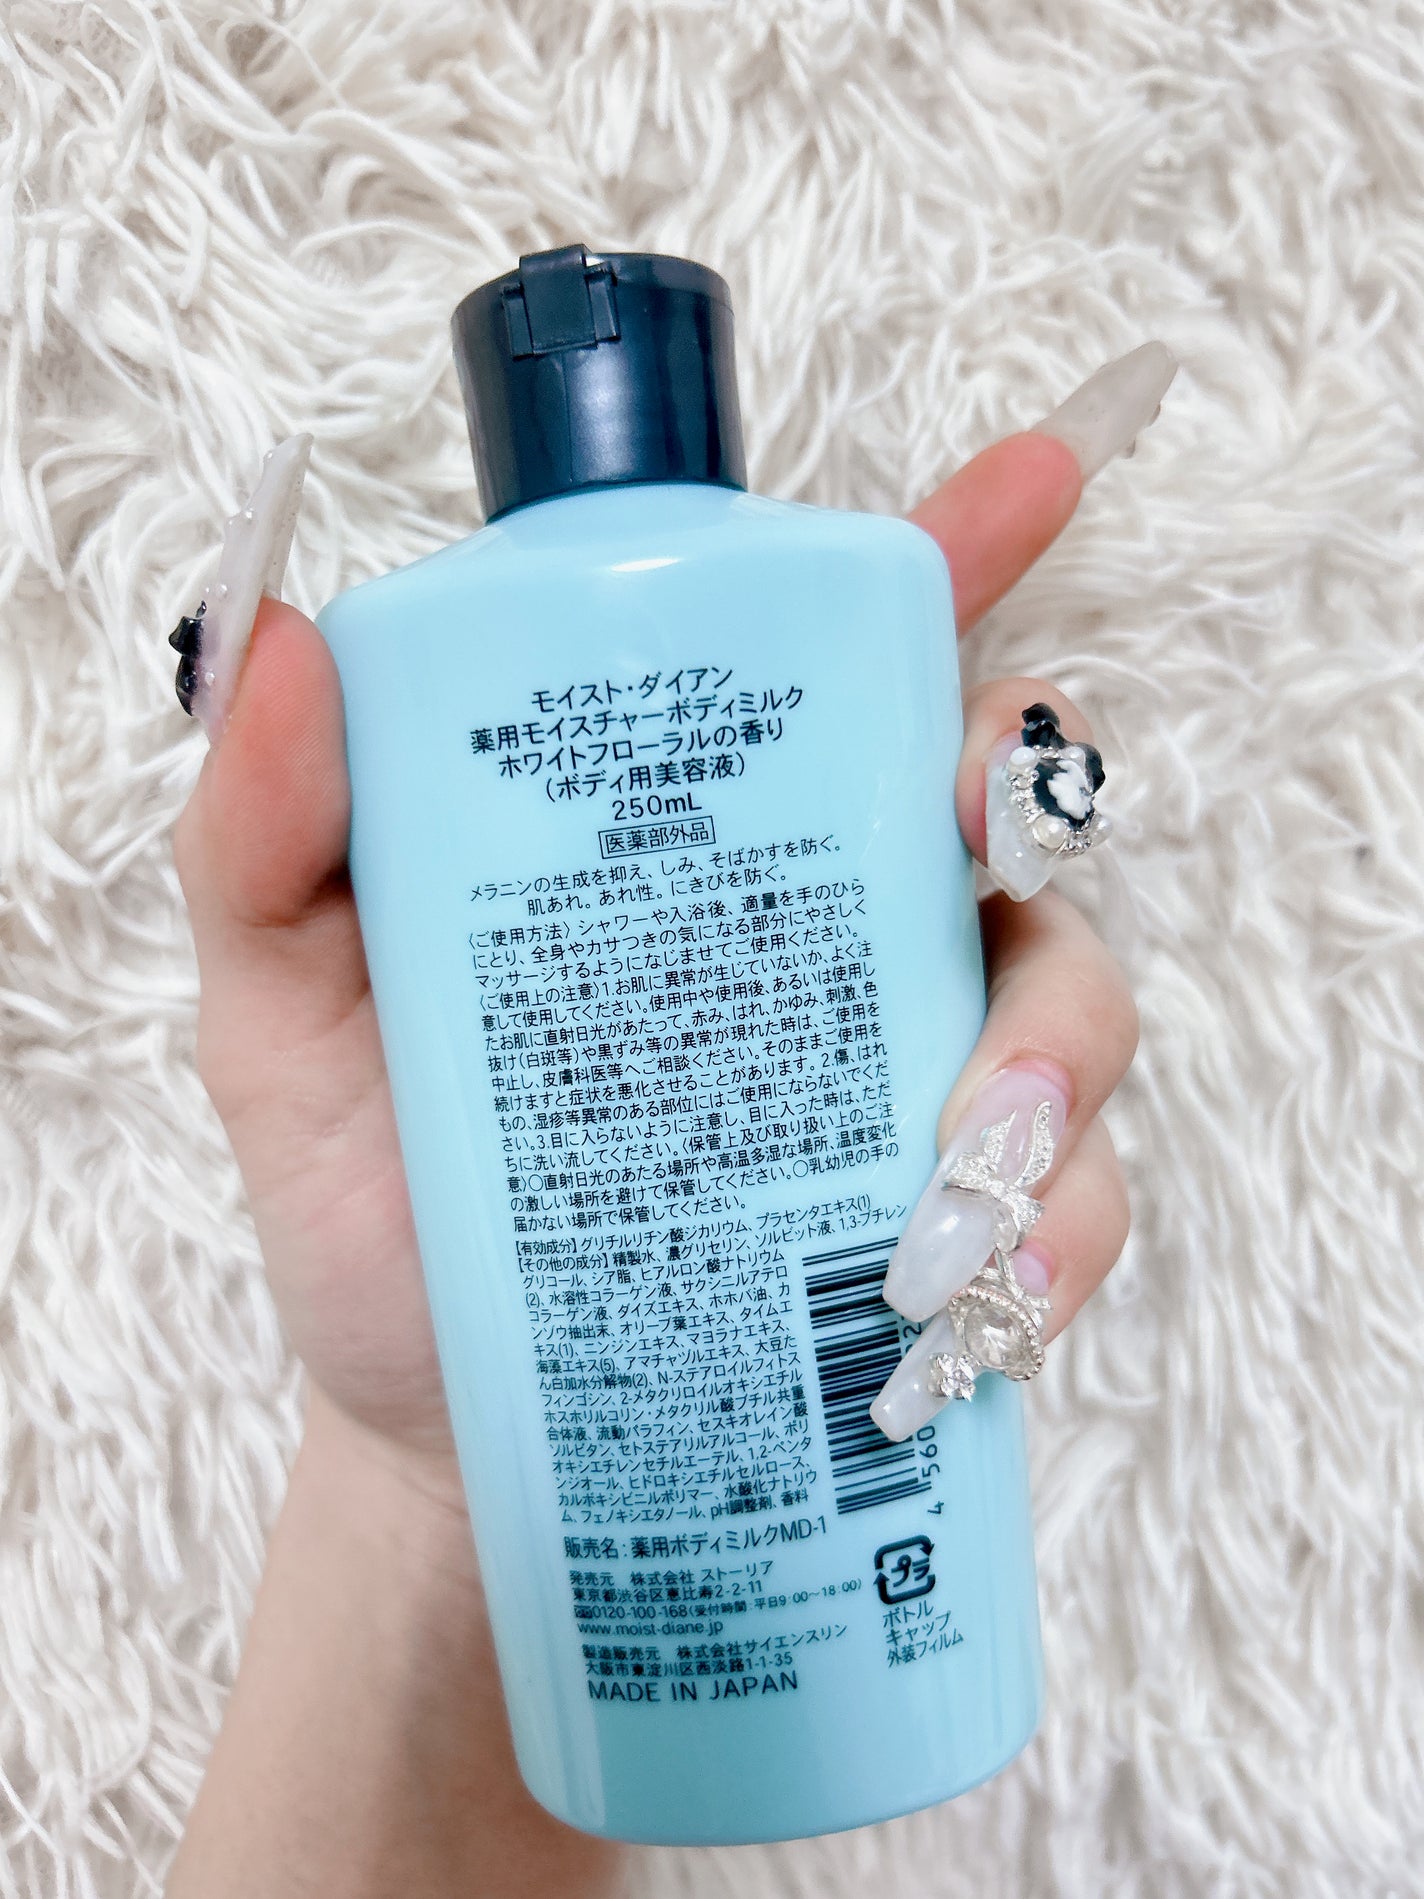 モイスト・ダイアン
薬用モイスチャーボディミルク
ホワイトフローラルの香り
(ボディ用美容液)
250mL
医薬部外品
メラニンの生成を抑え、しみ、そばかすを防ぐ。
肌あれ。あれ性。にきびを防ぐ。
〈ご使用方法〉シャワーや入浴後、適量を手のひら
にとり、全身やカサつきの気になる部分にやさしく
マッサージするようになじませてご使用ください。
〈ご使用上の注意〉1.お肌に異常が生じていないか、よく注
意して使用してください。使用中や使用後、あるいは使用し
たお肌に直射日光があたって、赤み、はれ、かゆみ、刺激、色
抜け(白斑等)や黒ずみ等の異常が現れた時は、ご使用を
中止し、皮膚科医等へご相談ください。そのままご使用を
続けますと症状を悪化させることがあります。2.傷、はれ
もの、湿疹等異常のある部位にはご使用にならないでくだ
さい。3.目に入らないように注意し、目に入った時は、ただ
ちに洗い流してください。〈保管上及び取り扱い上のご注
意〉○直射日光のあたる場所や高温多湿な場所、温度変化
の激しい場所を避けて保管してください。○乳幼児の手の
届かない場所で保管してください。
【有効成分】グリチルリチン酸ジカリウム、プラセンタエキス(1)
【その他の成分】精製水、濃グリセリン、ソルビット液、1,3-ブチレン
グリコール、シア脂、ヒアルロン酸ナトリウム
(2)、水溶性コラーゲン液、サクシニルアテロ
コラーゲン液、ダイズエキス、ホホバ油、カ
ンゾウ抽出末、オリーブ葉エキス、タイムエ
キス(1)、ニンジンエキス、マヨラナエキス、
海藻エキス(5)、アマチャヅルエキス、大豆た
ん白加水分解物(2)、N-ステアロイルフィトス
フィンゴシン、2-メタクリロイルオキシエチル
ホスホリルコリン・メタクリル酸ブチル共重
合体液、流動パラフィン、セスキオレイン酸
ソルビタン、セトステアリルアルコール、ポリ
オキシエチレンセチルエーテル、1,2-ペンタ
ンジオール、ヒドロキシエチルセルロース、
カルボキシビニルポリマー、水酸化ナトリウ
ム、フェノキシエタノール、pH調整剤、香料
販売名：薬用ボディミルクMD-1
発売元 株式会社 ストーリア
東京都渋谷区恵比寿2-2-11
0120-100-168(受付時間:平日9:00～18:00)
www.moist-diane.jp
製造販売元 株式会社サイエンスリン
大阪市東淀川区西淡路1-1-35
MADE IN JAPAN
4
プラ
ボトル
キャップ
外装フィルム